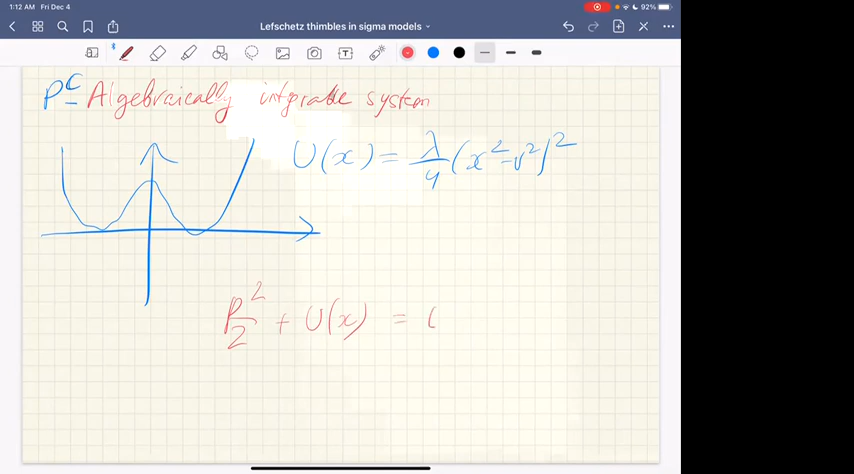 1:12 AM Fri Dec 4
92%
Lefschetz thimbles in sigma models
P^C - Algebraically integrable system
U(x) = λ/4 (x² - v²)²
p²/2 + U(x) = (